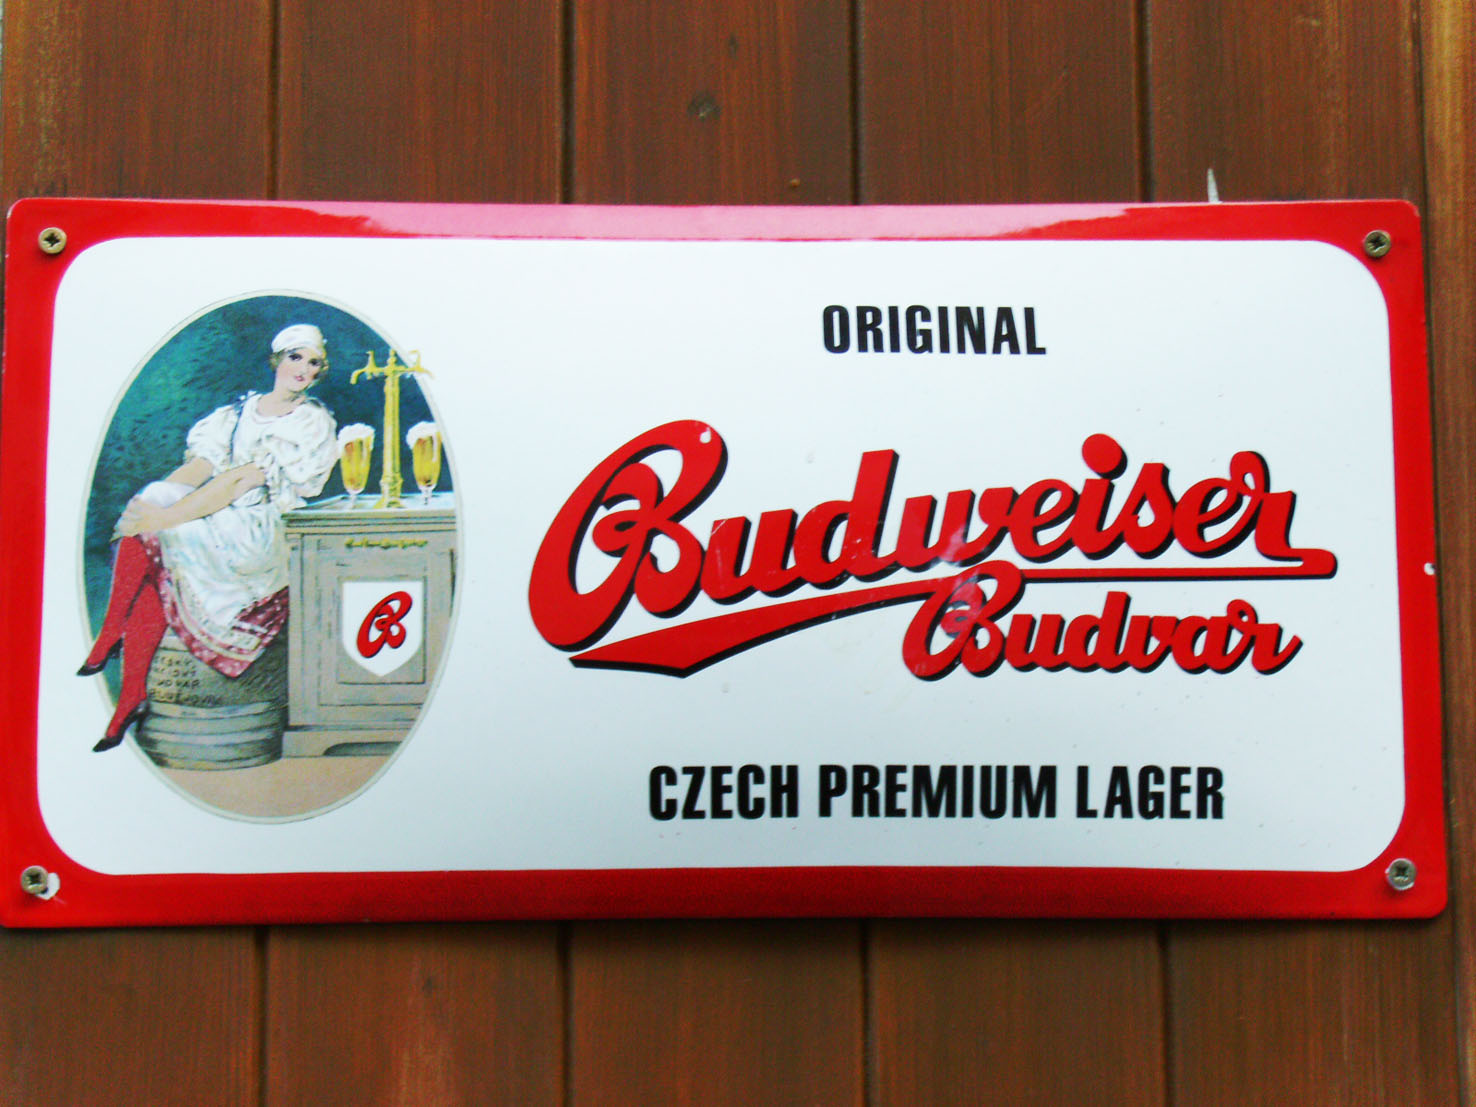 ORIGINAL
Budweiser
Budvar
CZECH PREMIUM LAGER
B